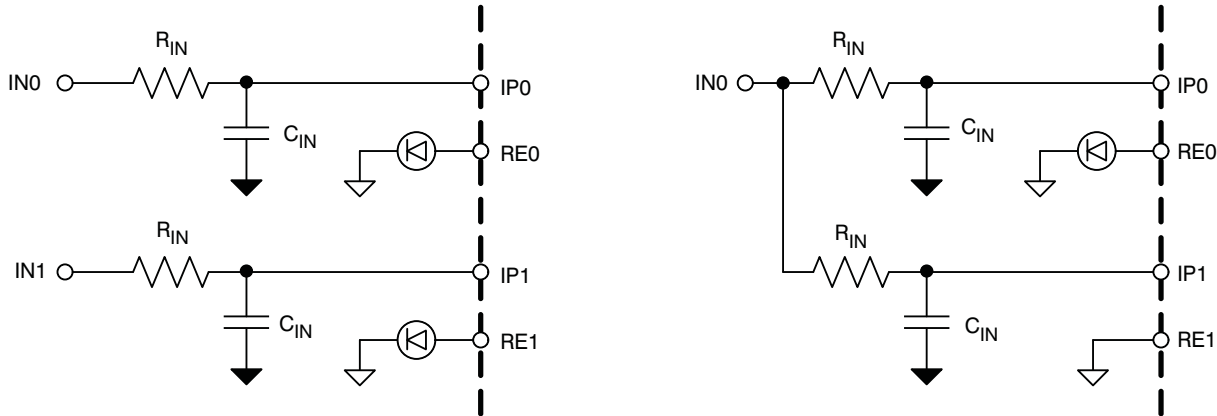 R_IN
IN0
IP0
C_IN
RE0
R_IN
IN1
IP1
C_IN
RE1
R_IN
IN0
IP0
C_IN
RE0
R_IN
IP1
C_IN
RE1